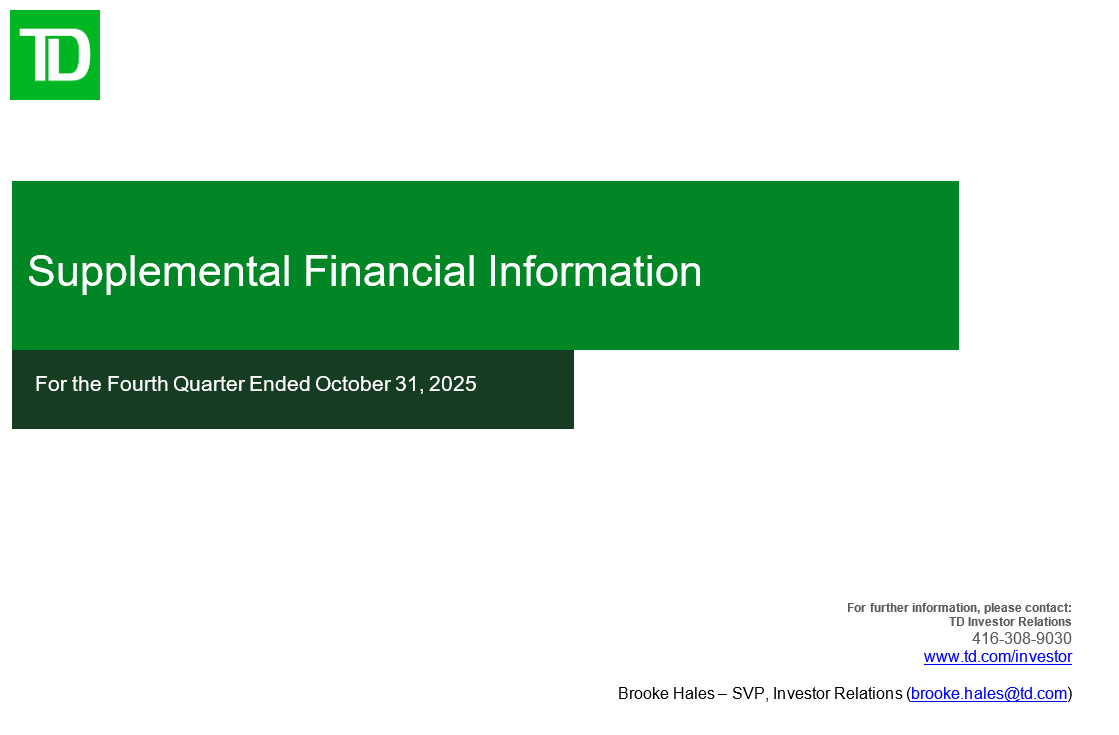 TD
Supplemental Financial Information
For the Fourth Quarter Ended October 31, 2025
For further information, please contact:
TD Investor Relations
416-308-9030
www.td.com/investor
Brooke Hales – SVP, Investor Relations (brooke.hales@td.com)